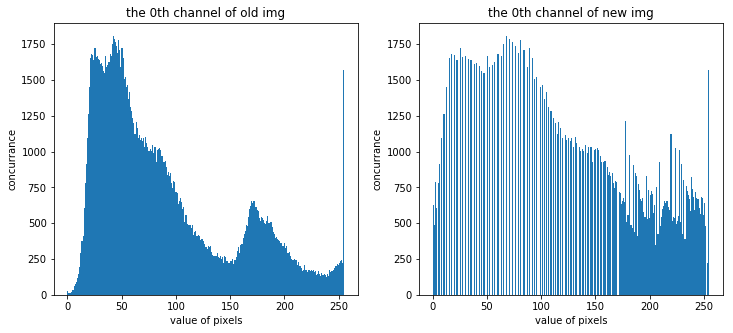 the 0th channel of old img
concurrance
1750
1500
1250
1000
750
500
250
0
0 50 100 150 200 250
value of pixels
the 0th channel of new img
concurrance
1750
1500
1250
1000
750
500
250
0
0 50 100 150 200 250
value of pixels